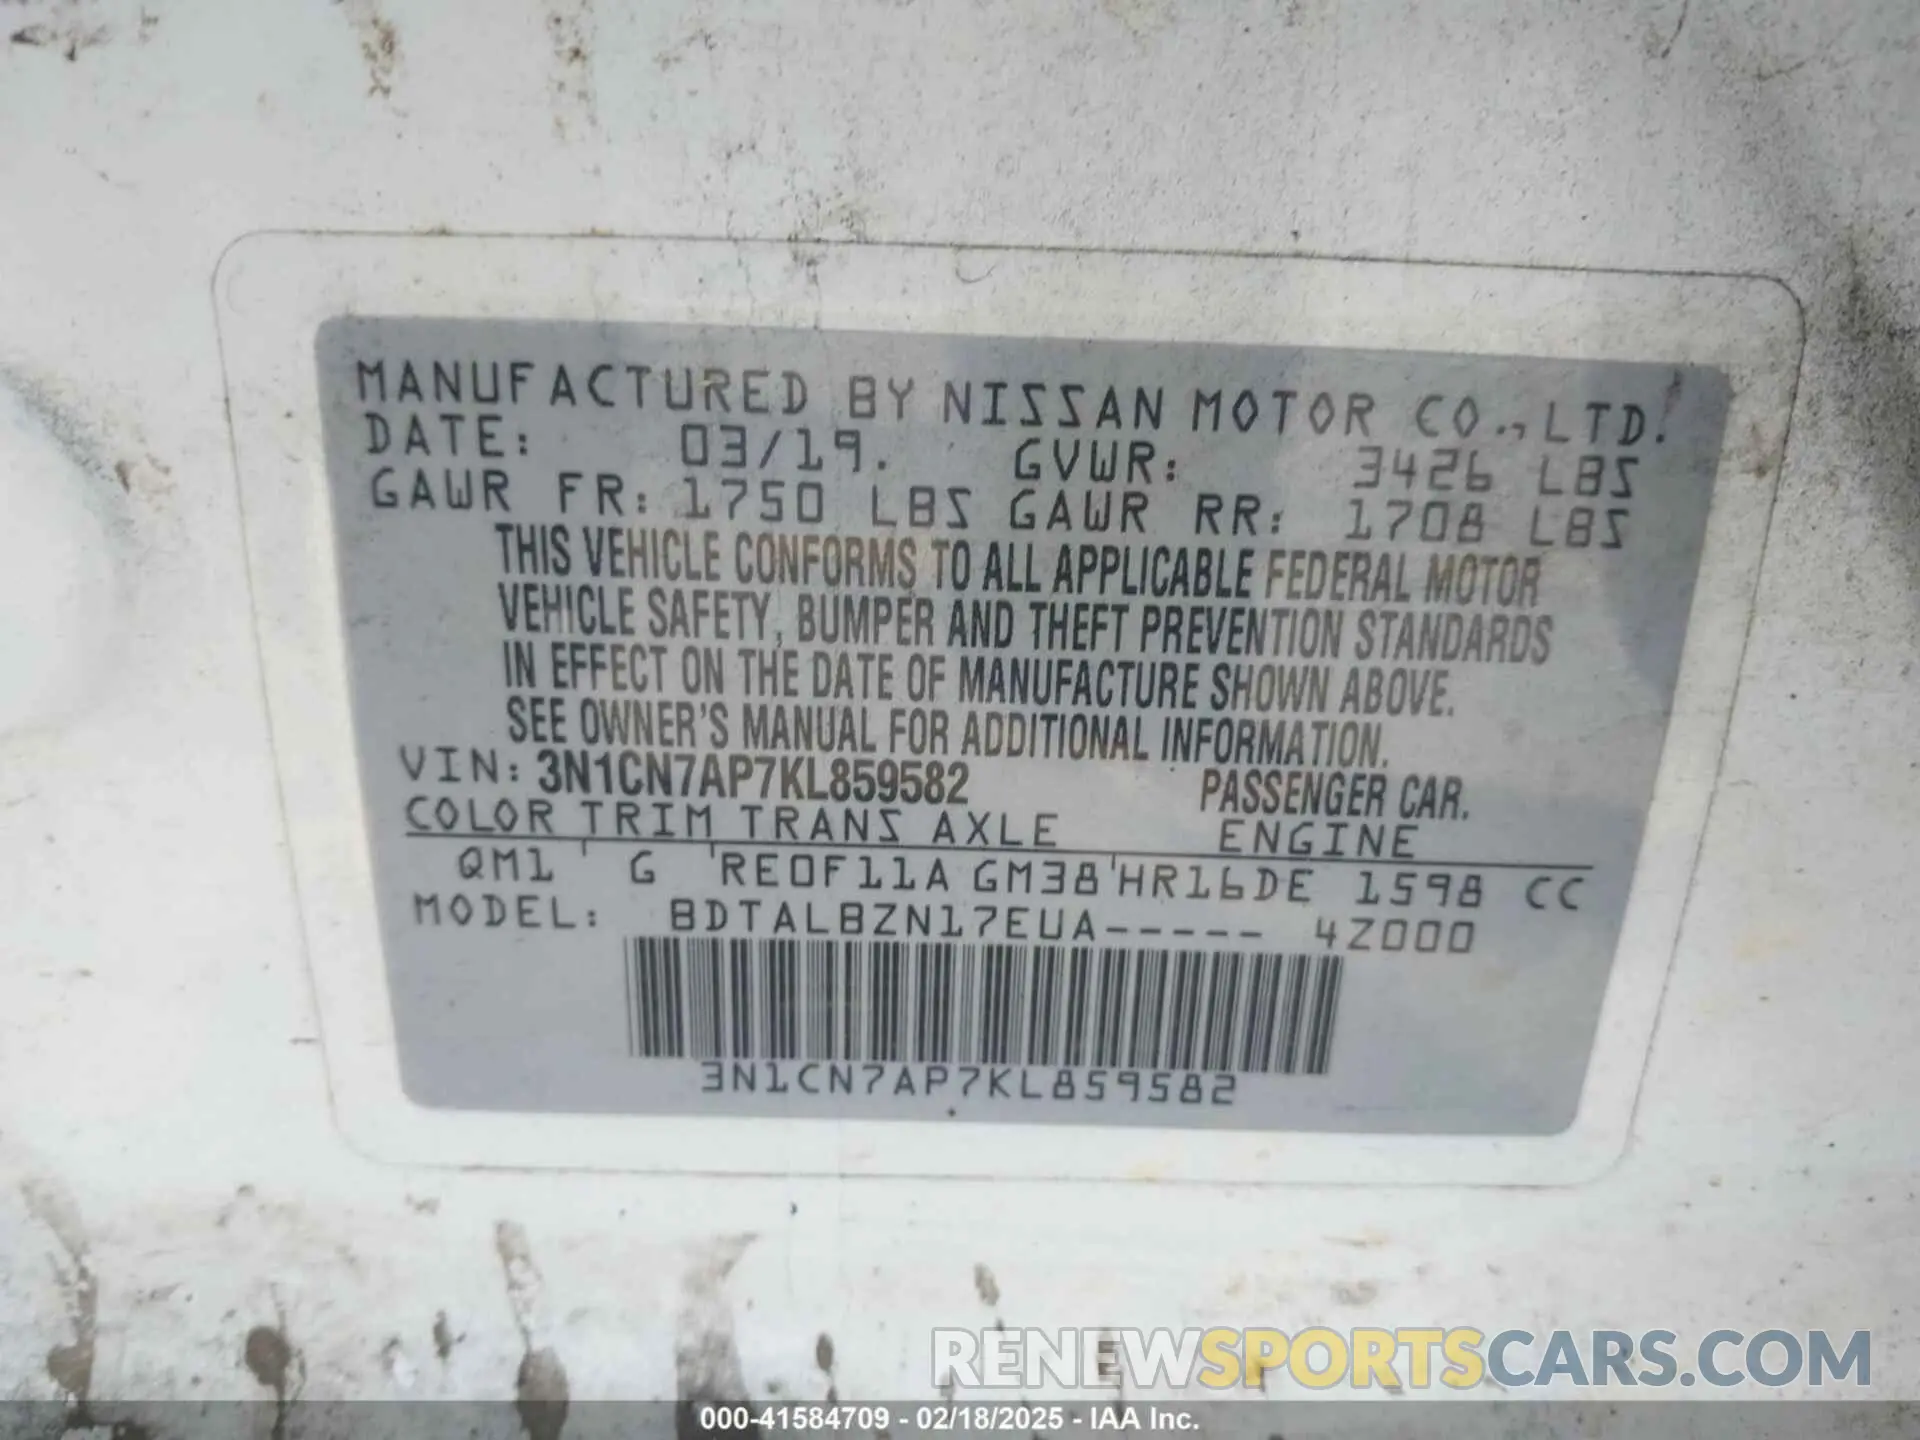 MANUFACTURED BY NISSAN MOTOR CO., LTD.
DATE: 03/19. GVWR: 3426 LBS
GAWR FR: 1750 LBS GAWR RR: 1708 LBS
THIS VEHICLE CONFORMS TO ALL APPLICABLE FEDERAL MOTOR
VEHICLE SAFETY, BUMPER AND THEFT PREVENTION STANDARDS
IN EFFECT ON THE DATE OF MANUFACTURE SHOWN ABOVE.
SEE OWNER'S MANUAL FOR ADDITIONAL INFORMATION.
VIN: 3N1CN7AP7KL859582 PASSENGER CAR.
COLOR TRIM TRANS AXLE ENGINE
QM1 ' G 'RE0F11A GM38'HR16DE 1598 CC
MODEL: BDTALBZN17EUA----- 4Z000
3N1CN7AP7KL859582
RENEWSPORTSCARS.COM
000-41584709 - 02/18/2025 - IAA Inc.